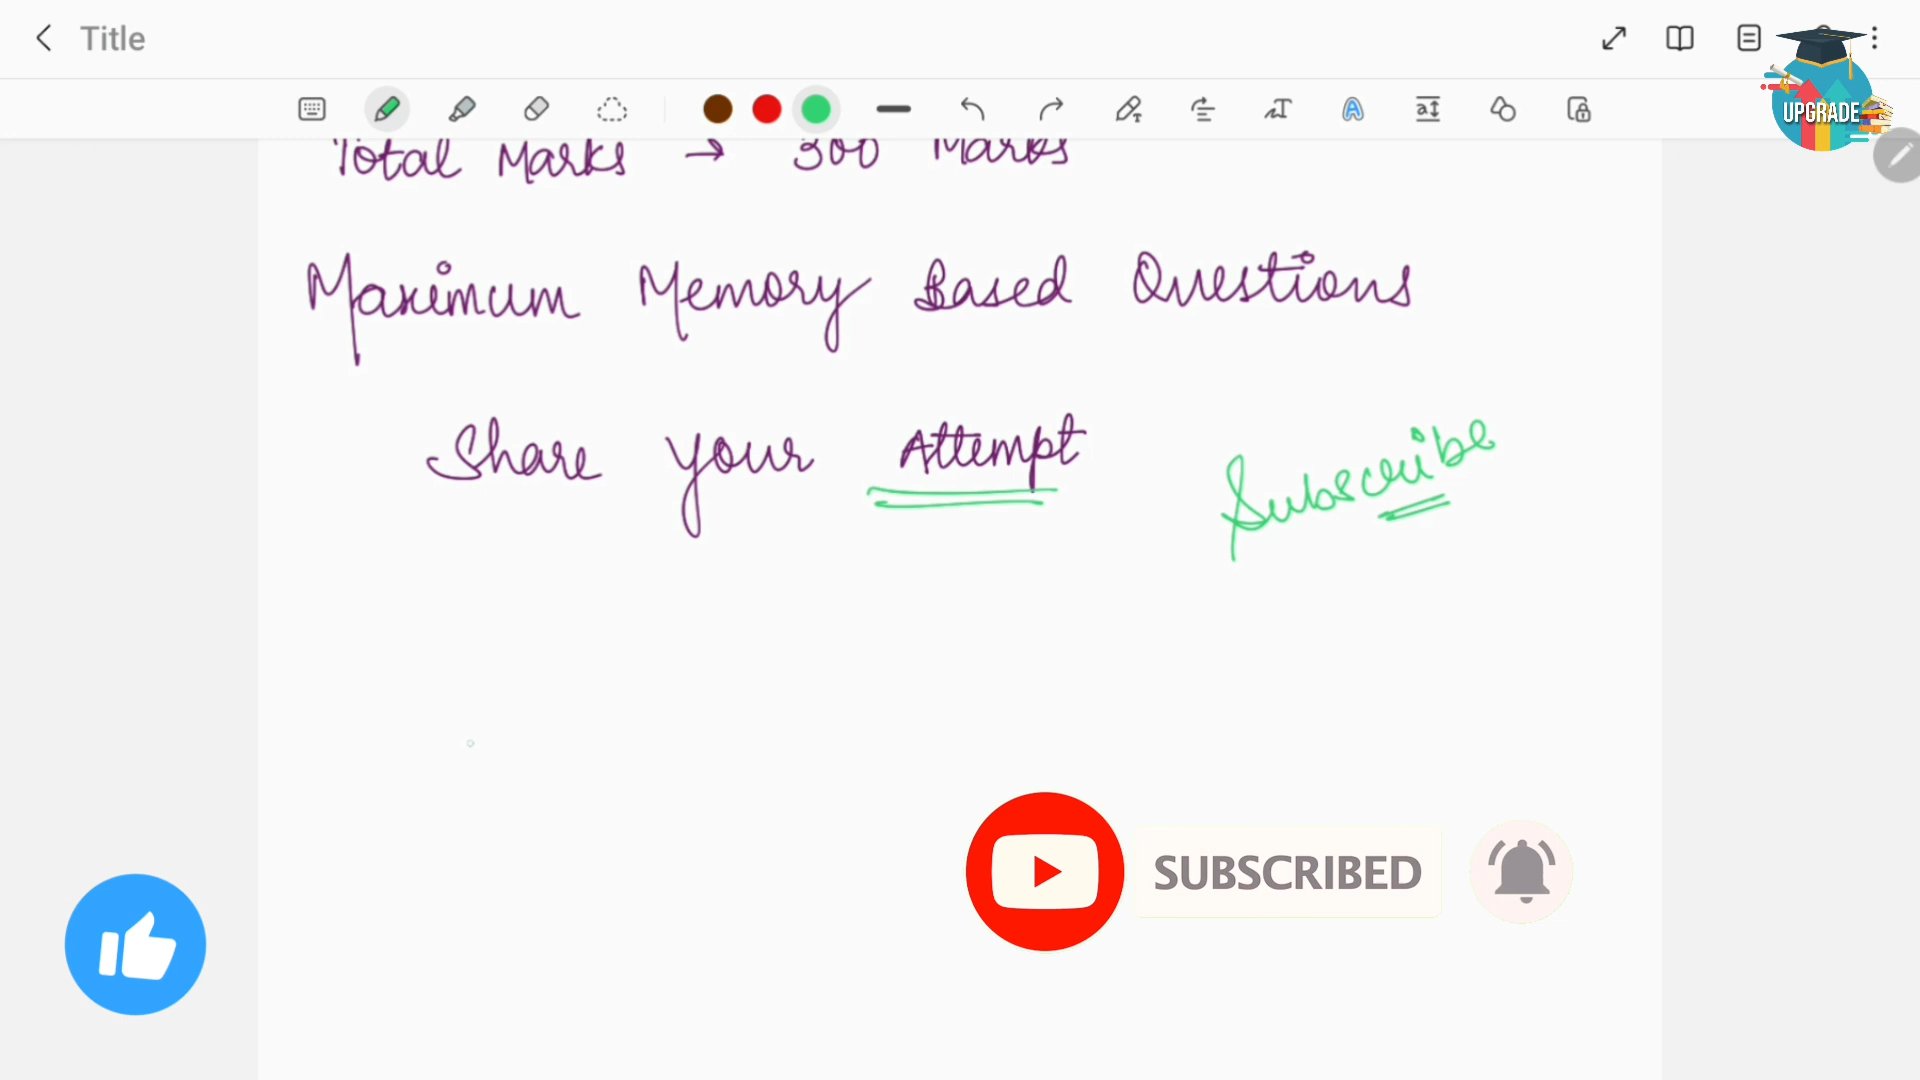 Title
UPGRADE
Total Marks → 300 Marks
Maximum Memory Based Questions
Share your Attempt
Subscribe
SUBSCRIBED